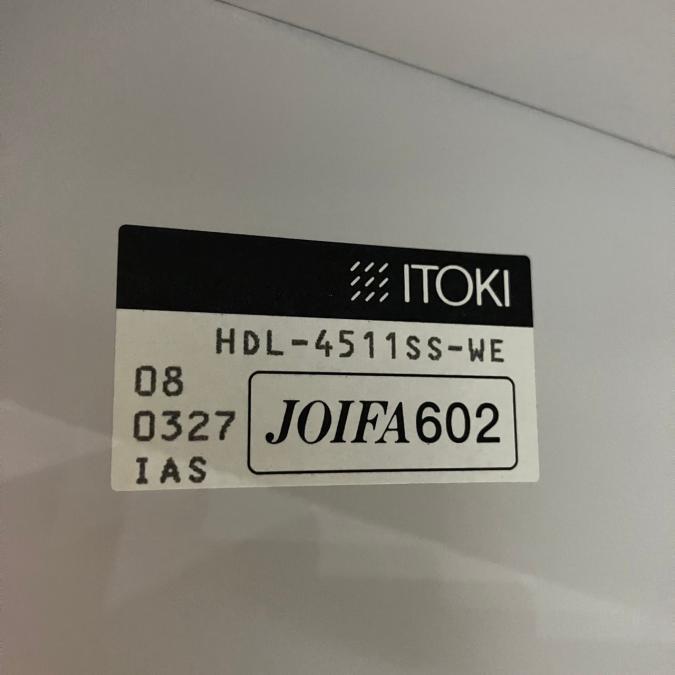 ITOKI
HDL-4511SS-WE
08
0327
IAS
JOIFA602